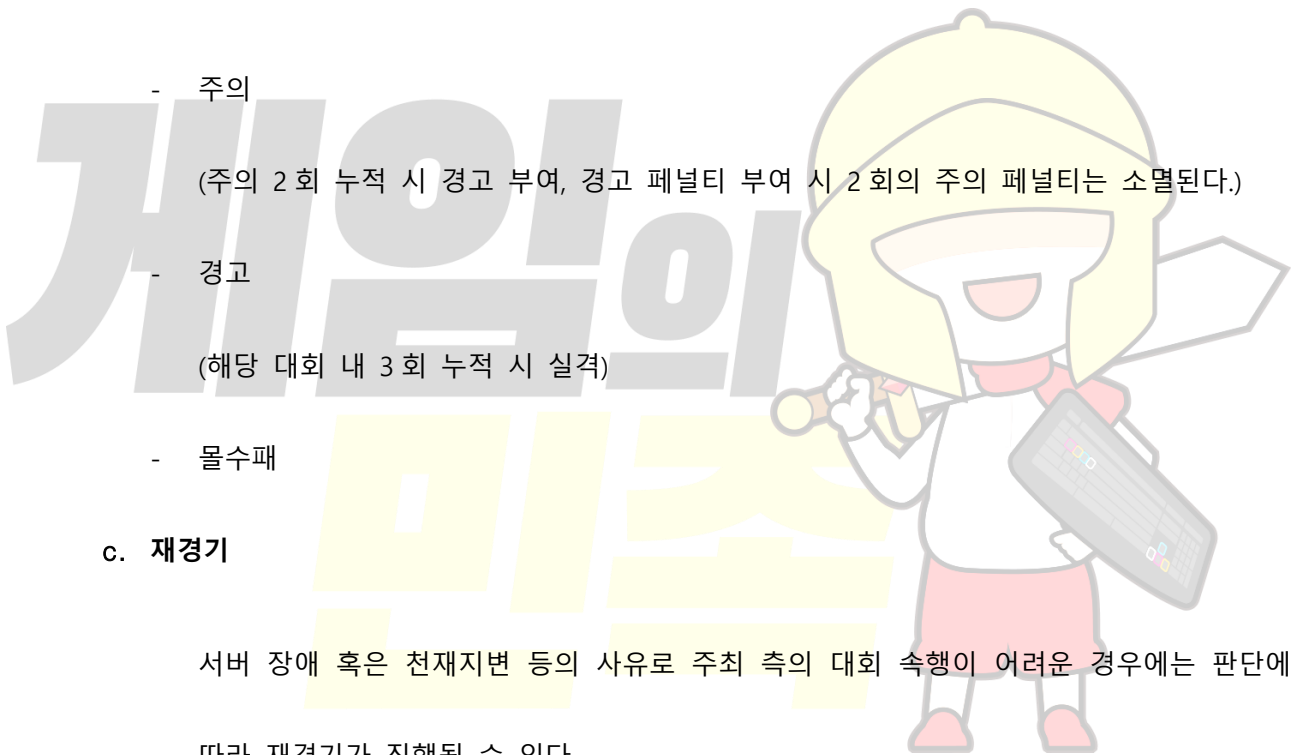 게임의
민족
- 주의
(주의 2회 누적 시 경고 부여, 경고 페널티 부여 시 2회의 주의 페널티는 소멸된다.)
- 경고
(해당 대회 내 3회 누적 시 실격)
- 몰수패
c. 재경기
서버 장애 혹은 천재지변 등의 사유로 주최 측의 대회 속행이 어려운 경우에는 판단에
따라 재경기가 진행될 수 있다